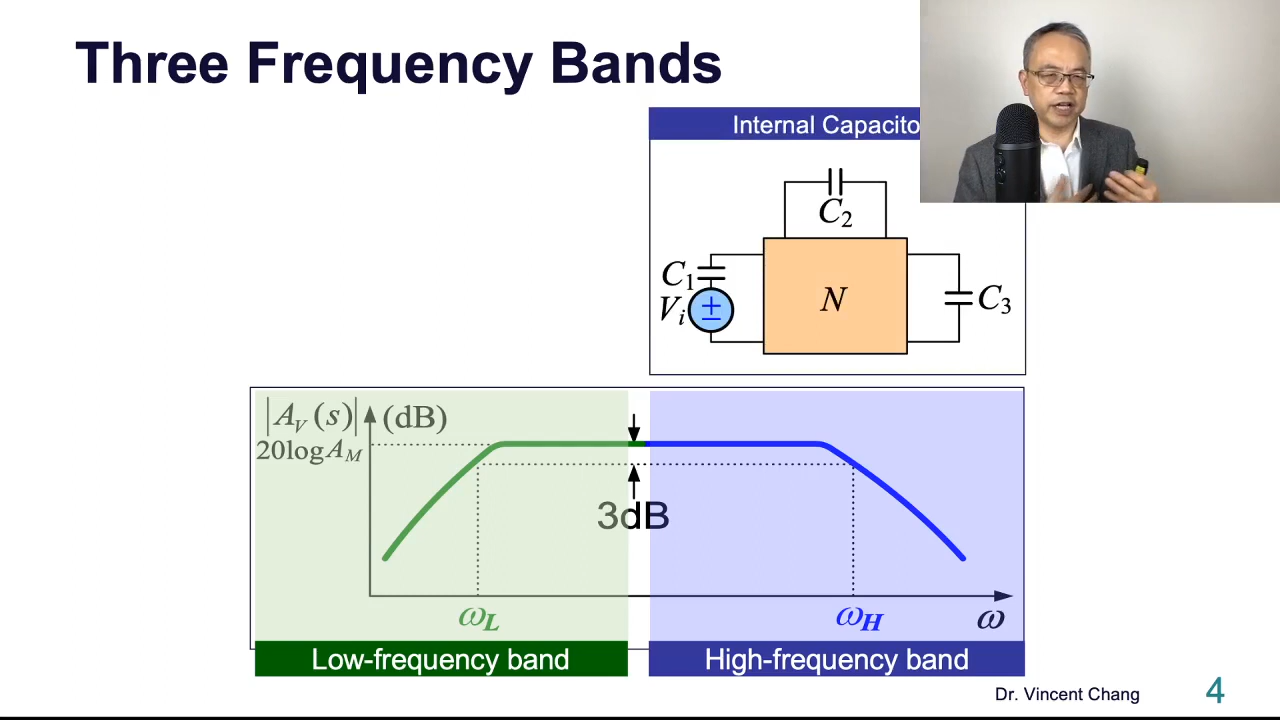 Three Frequency Bands
Internal Capacito
C2
C1
Vi
±
N
C3
|AV(s)| (dB)
20logAM
3dB
ωL
ωH
ω
Low-frequency band
High-frequency band
Dr. Vincent Chang
4